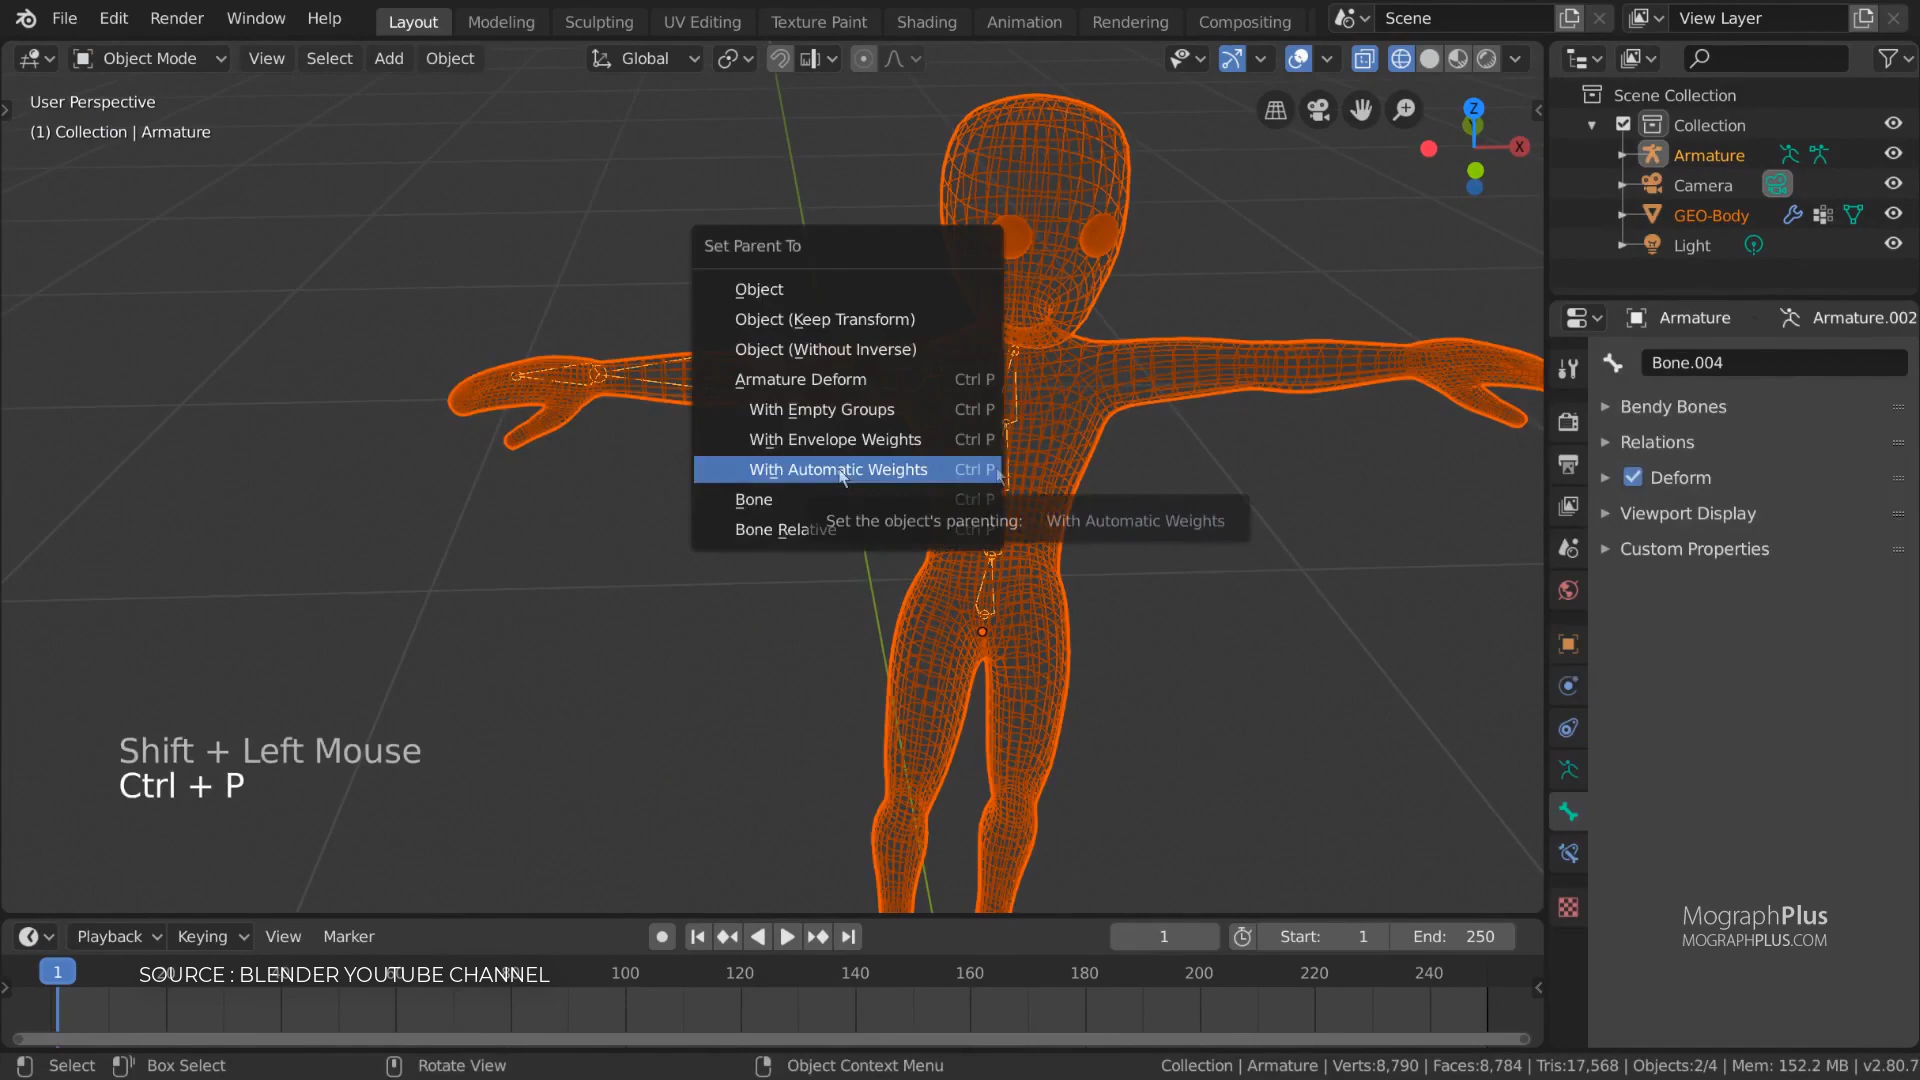 File Edit Render Window Help Layout Modeling Sculpting UV Editing Texture Paint Shading Animation Rendering Compositing Scene View Layer
Object Mode View Select Add Object Global
User Perspective
(1) Collection | Armature
Z
X
Set Parent To
Object
Object (Keep Transform)
Object (Without Inverse)
Armature Deform Ctrl P
With Empty Groups Ctrl P
With Envelope Weights Ctrl P
With Automatic Weights Ctrl P
Bone Ctrl P
Bone Relative Ctrl P
Set the object's parenting: With Automatic Weights
Shift + Left Mouse
Ctrl + P
Scene Collection
Collection
Armature
Camera
GEO-Body
Light
Armature Armature.002
Bone.004
Bendy Bones
Relations
Deform
Viewport Display
Custom Properties
MographPlus
MOGRAPHPLUS.COM
Playback Keying View Marker 1 Start: 1 End: 250
1 20 40 60 80 100 120 140 160 180 200 220 240
SOURCE : BLENDER YOUTUBE CHANNEL
Select Box Select Rotate View Object Context Menu Collection | Armature | Verts:8,790 | Faces:8,784 | Tris:17,568 | Objects:2/4 | Mem: 152.2 MB | v2.80.7